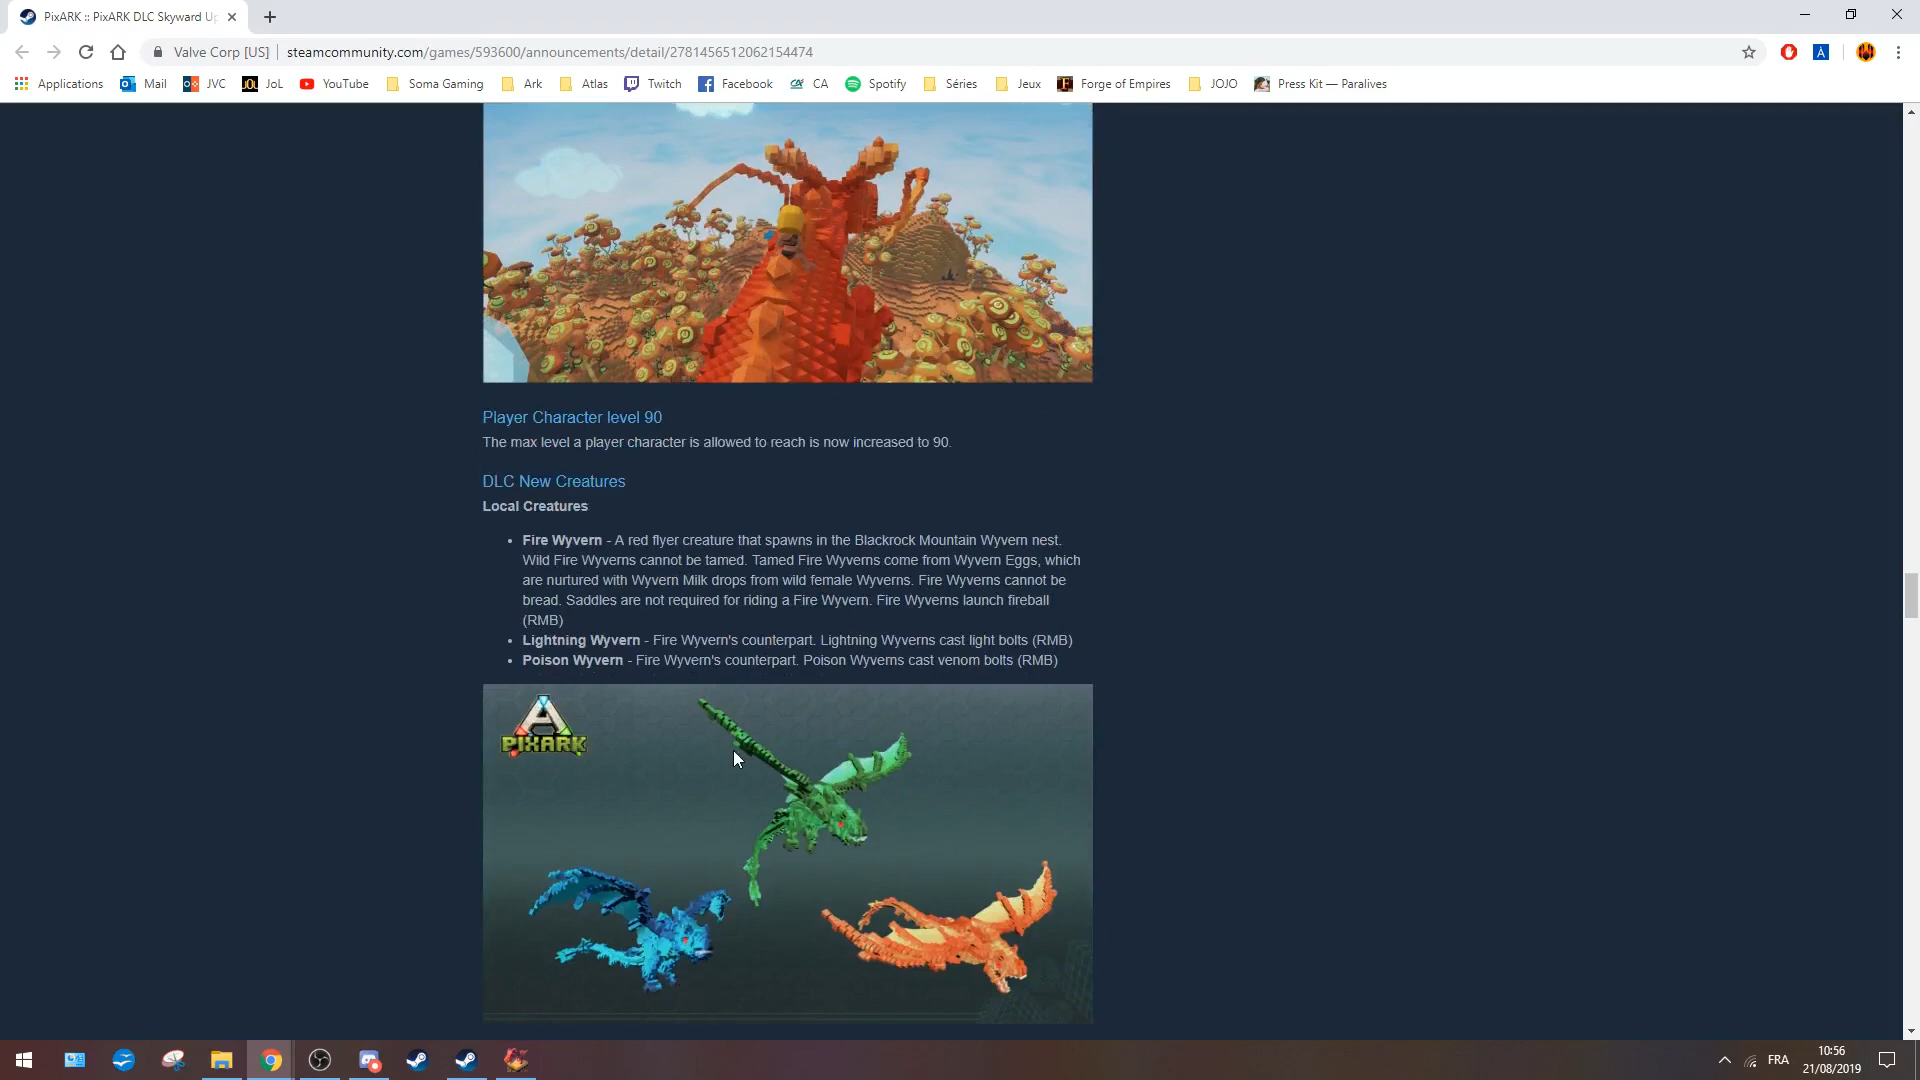 PixARK :: PixARK DLC Skyward Up
Valve Corp [US]
steamcommunity.com/games/593600/announcements/detail/2781456512062154474
Applications
Mail
JVC
JoL
YouTube
Soma Gaming
Ark
Atlas
Twitch
Facebook
CA
Spotify
Séries
Jeux
Forge of Empires
JOJO
Press Kit — Paralives
Player Character level 90
The max level a player character is allowed to reach is now increased to 90.
DLC New Creatures
Local Creatures
• Fire Wyvern - A red flyer creature that spawns in the Blackrock Mountain Wyvern nest.
Wild Fire Wyverns cannot be tamed. Tamed Fire Wyverns come from Wyvern Eggs, which
are nurtured with Wyvern Milk drops from wild female Wyverns. Fire Wyverns cannot be
bread. Saddles are not required for riding a Fire Wyvern. Fire Wyverns launch fireball
(RMB)
• Lightning Wyvern - Fire Wyvern's counterpart. Lightning Wyverns cast light bolts (RMB)
• Poison Wyvern - Fire Wyvern's counterpart. Poison Wyverns cast venom bolts (RMB)
PIXARK
FRA
10:56
21/08/2019